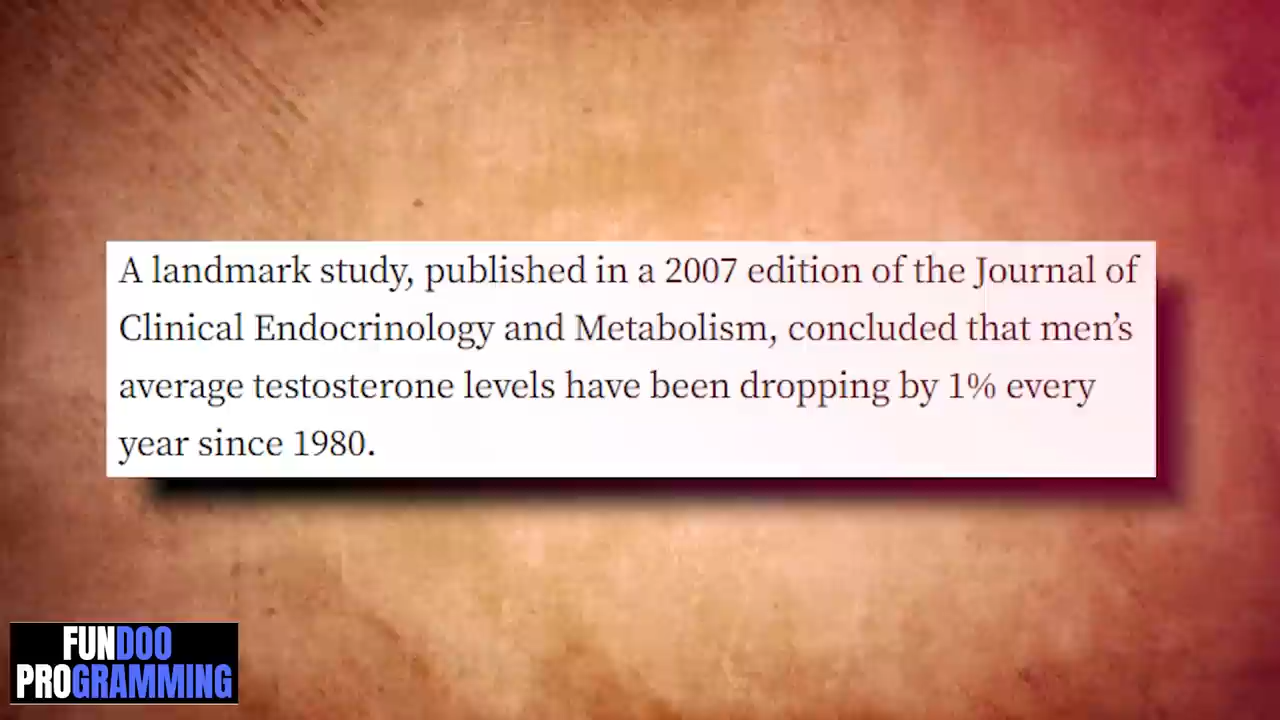 A landmark study, published in a 2007 edition of the Journal of
Clinical Endocrinology and Metabolism, concluded that men’s
average testosterone levels have been dropping by 1% every
year since 1980.
FUNDOO
PROGRAMMING